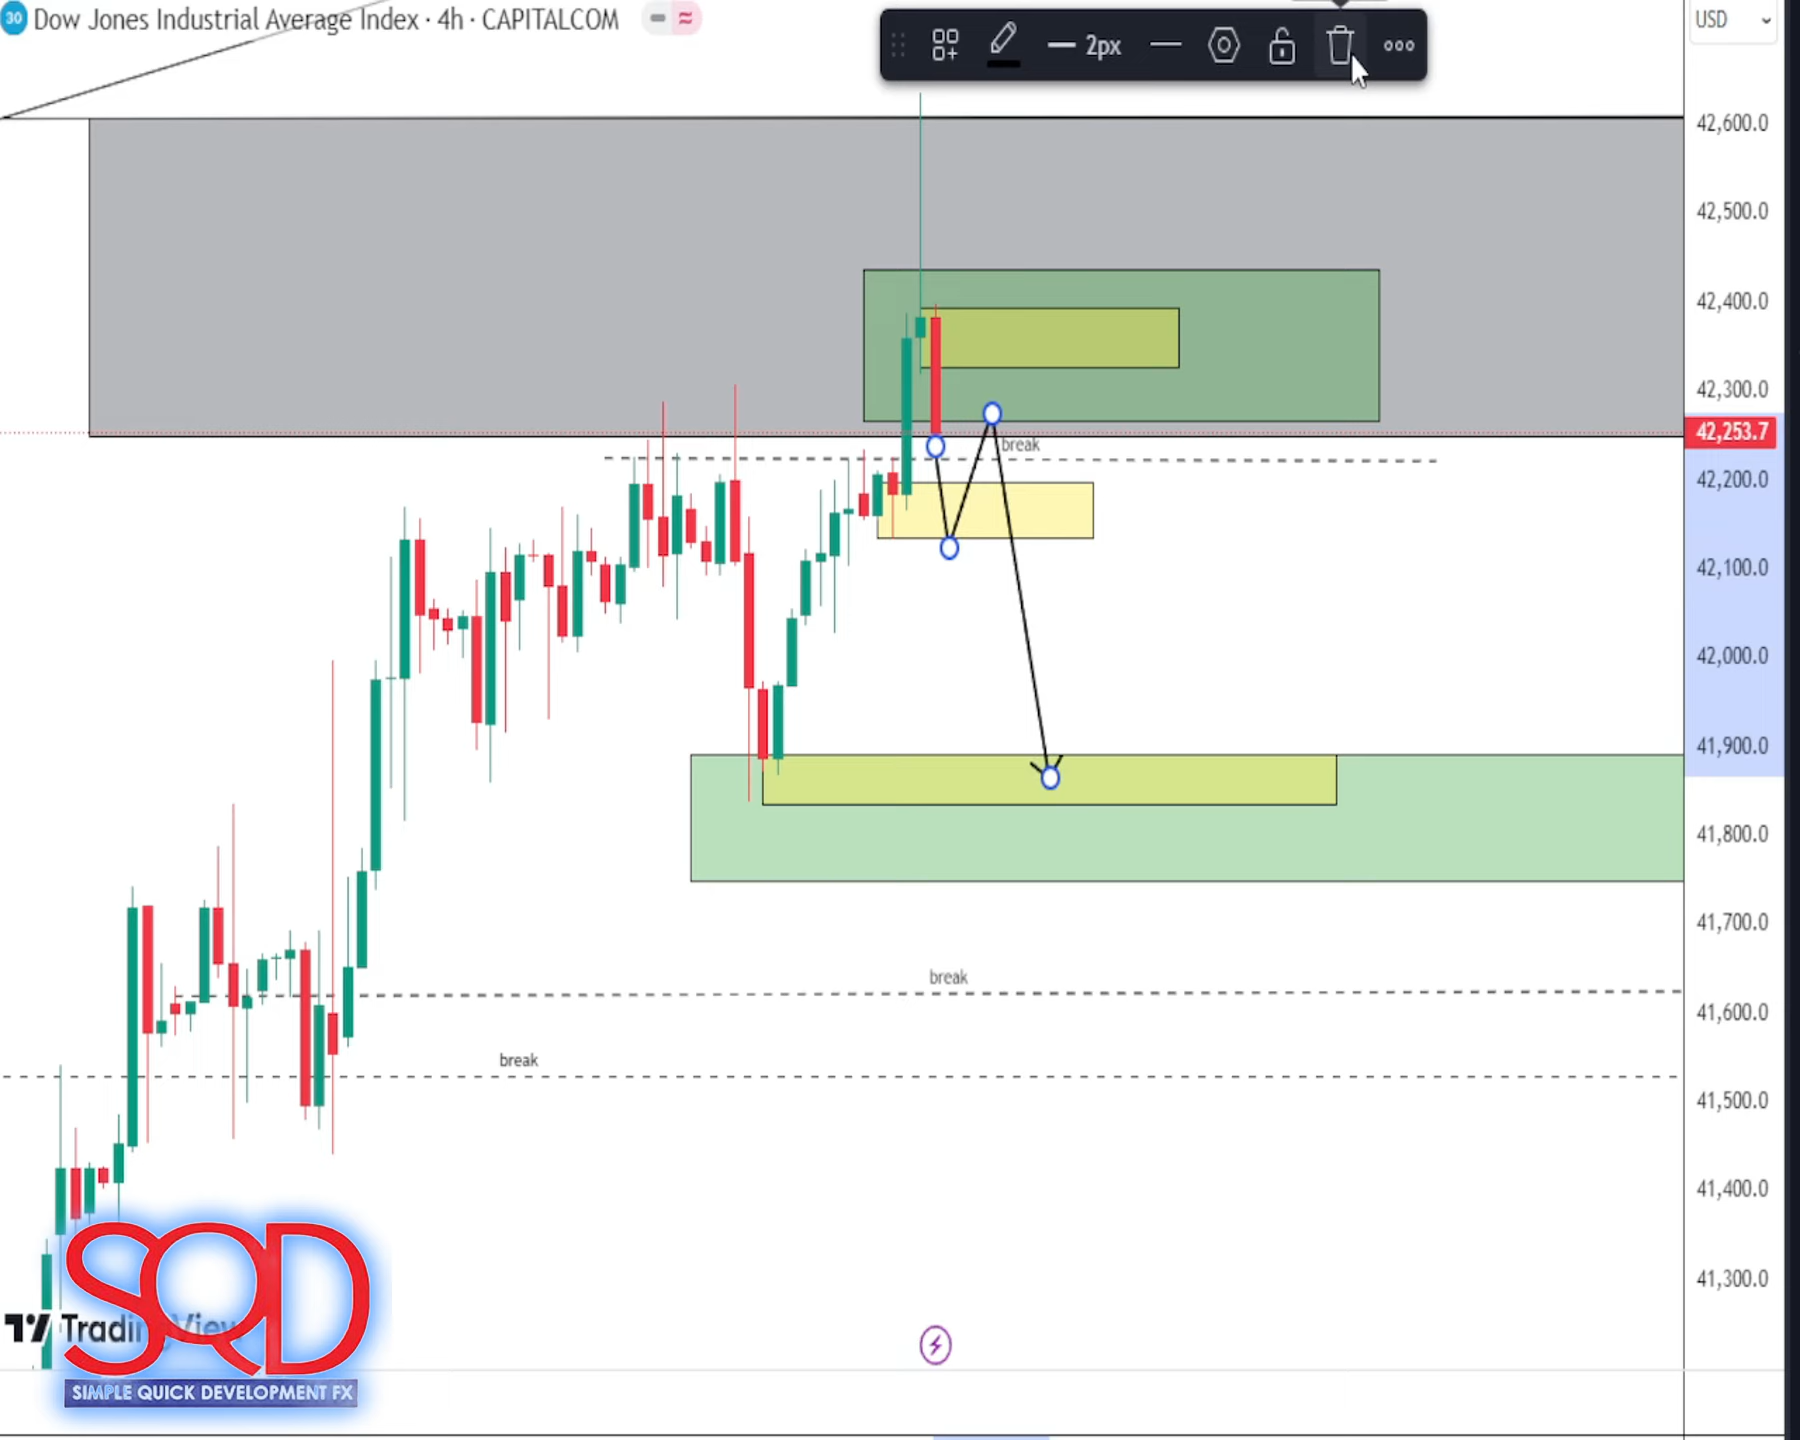 30 Dow Jones Industrial Average Index · 4h · CAPITALCOM
2px
USD
42,600.0
42,500.0
42,400.0
42,300.0
42,253.7
break
42,200.0
42,100.0
42,000.0
41,900.0
41,800.0
41,700.0
break
41,600.0
break
41,500.0
41,400.0
41,300.0
SQD
TradingView
SIMPLE QUICK DEVELOPMENT FX